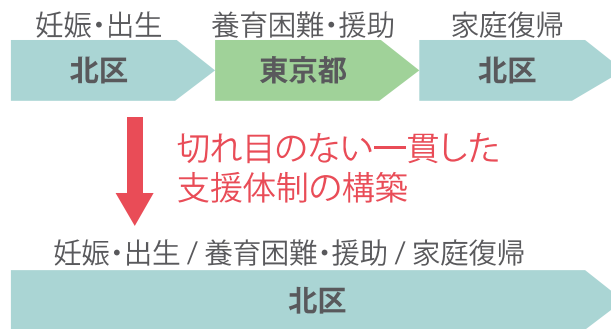 妊娠・出生 養育困難・援助 家庭復帰
北区 東京都 北区
切れ目のない一貫した
支援体制の構築
妊娠・出生 / 養育困難・援助 / 家庭復帰
北区